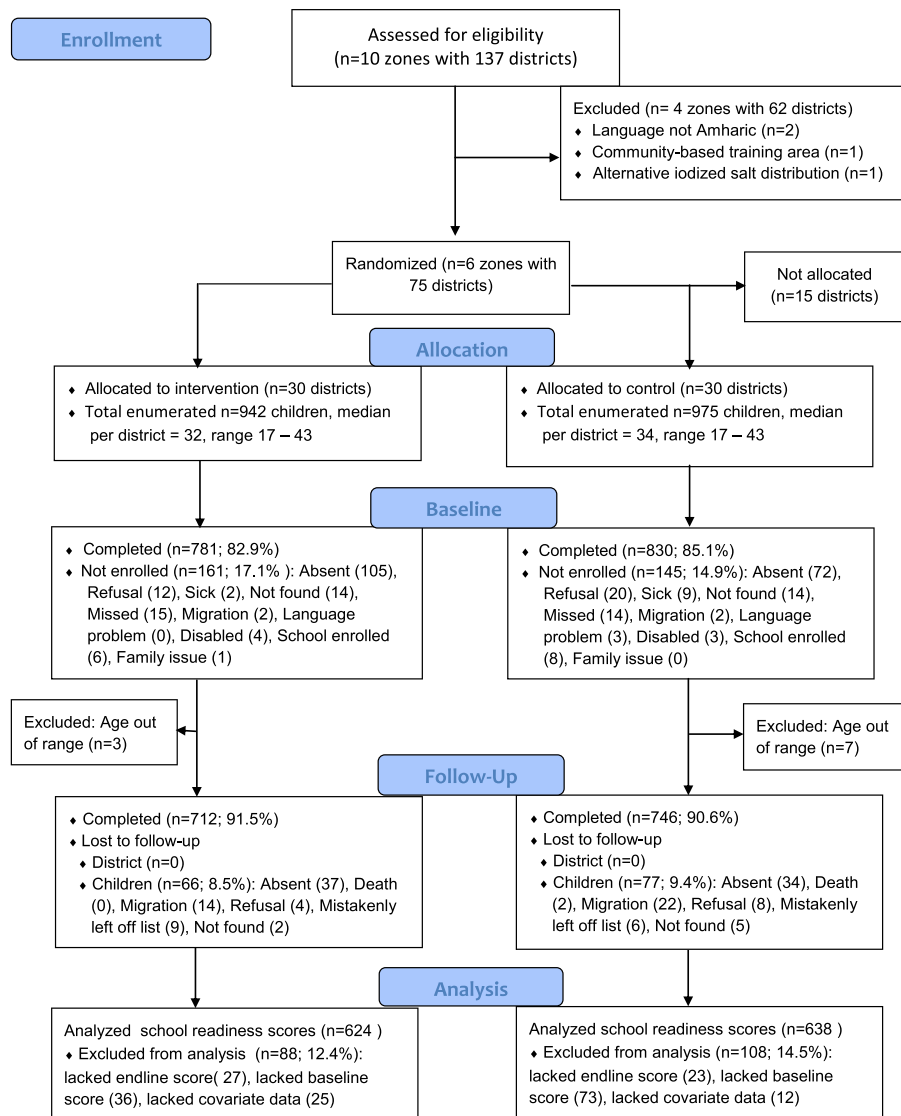 Enrollment
Assessed for eligibility
(n=10 zones with 137 districts)
Excluded (n= 4 zones with 62 districts)
♦ Language not Amharic (n=2)
♦ Community-based training area (n=1)
♦ Alternative iodized salt distribution (n=1)
Randomized (n=6 zones with
75 districts)
Not allocated
(n=15 districts)
Allocation
♦ Allocated to intervention (n=30 districts)
♦ Total enumerated n=942 children, median
per district = 32, range 17 – 43
♦ Allocated to control (n=30 districts)
♦ Total enumerated n=975 children, median
per district = 34, range 17 – 43
Baseline
♦ Completed (n=781; 82.9%)
♦ Not enrolled (n=161; 17.1% ): Absent (105),
Refusal (12), Sick (2), Not found (14),
Missed (15), Migration (2), Language
problem (0), Disabled (4), School enrolled
(6), Family issue (1)
♦ Completed (n=830; 85.1%)
♦ Not enrolled (n=145; 14.9%): Absent (72),
Refusal (20), Sick (9), Not found (14),
Missed (14), Migration (2), Language
problem (3), Disabled (3), School enrolled
(8), Family issue (0)
Excluded: Age out
of range (n=3)
Excluded: Age out
of range (n=7)
Follow-Up
♦ Completed (n=712; 91.5%)
♦ Lost to follow-up
♦ District (n=0)
♦ Children (n=66; 8.5%): Absent (37), Death
(0), Migration (14), Refusal (4), Mistakenly
left off list (9), Not found (2)
♦ Completed (n=746; 90.6%)
♦ Lost to follow-up
♦ District (n=0)
♦ Children (n=77; 9.4%): Absent (34), Death
(2), Migration (22), Refusal (8), Mistakenly
left off list (6), Not found (5)
Analysis
Analyzed school readiness scores (n=624 )
♦ Excluded from analysis (n=88; 12.4%):
lacked endline score( 27), lacked baseline
score (36), lacked covariate data (25)
Analyzed school readiness scores (n=638 )
♦ Excluded from analysis (n=108; 14.5%):
lacked endline score (23), lacked baseline
score (73), lacked covariate data (12)